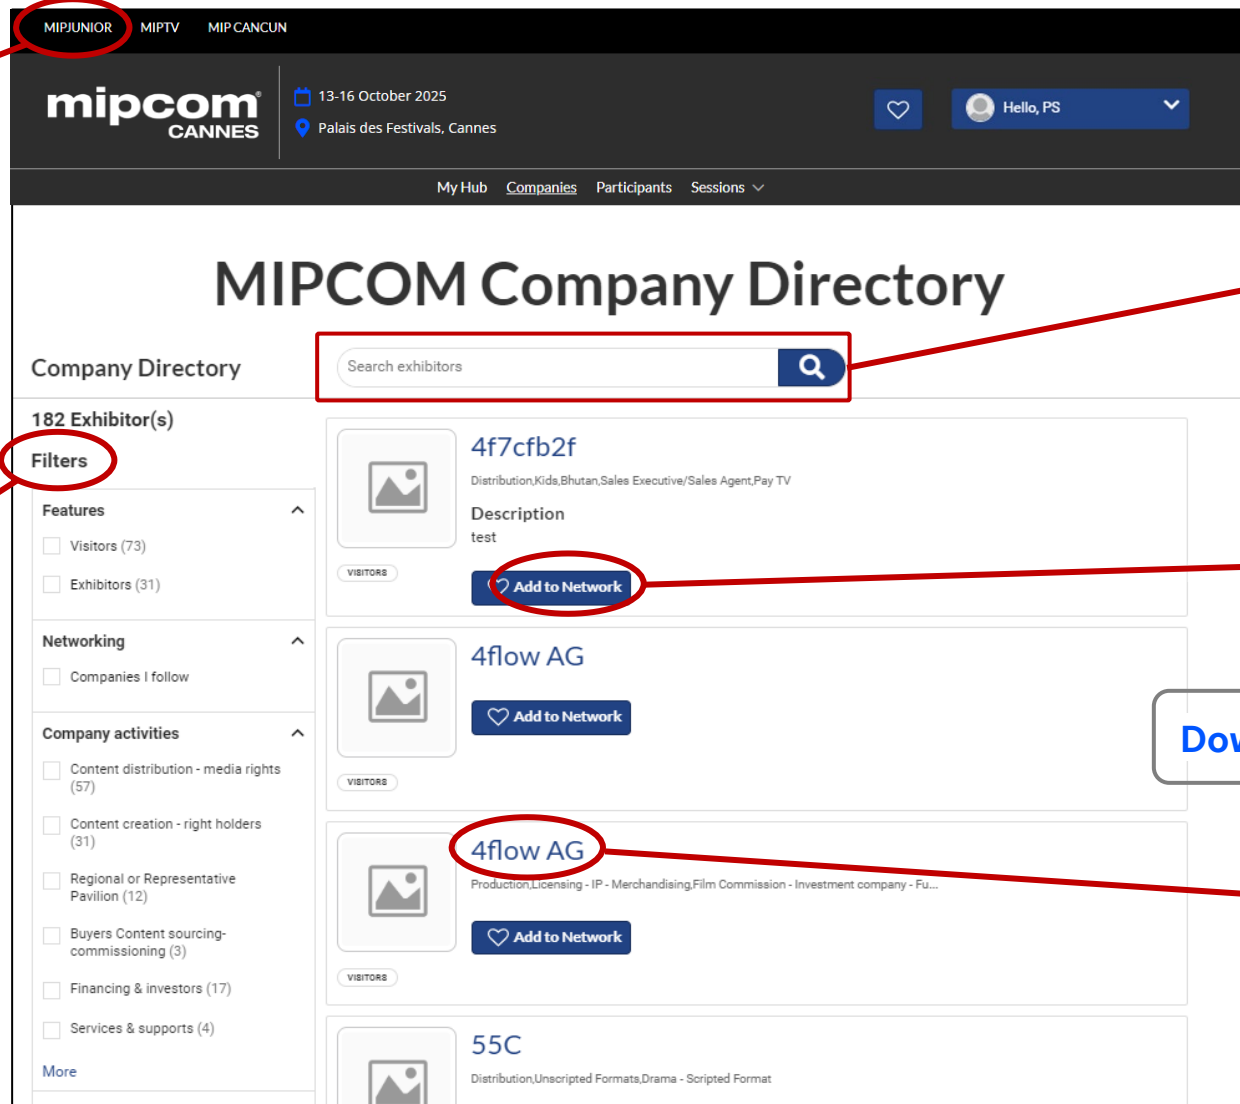 MIPJUNIOR MIPTV MIP CANCUN
mipcom®
CANNES
13-16 October 2025
Palais des Festivals, Cannes
Hello, PS
My Hub Companies Participants Sessions
MIPCOM Company Directory
Company Directory
Search exhibitors
182 Exhibitor(s)
Filters
Features
Visitors (73)
Exhibitors (31)
Networking
Companies I follow
Company activities
Content distribution - media rights
(57)
Content creation - right holders
(31)
Regional or Representative
Pavilion (12)
Buyers Content sourcing-
commissioning (3)
Financing & investors (17)
Services & supports (4)
More
4f7cfb2f
Distribution,Kids,Bhutan,Sales Executive/Sales Agent,Pay TV
Description
test
VISITORS
Add to Network
4flow AG
Add to Network
VISITORS
4flow AG
Production,Licensing - IP - Merchandising,Film Commission - Investment company - Fu...
Add to Network
VISITORS
55C
Distribution,Unscripted Formats,Drama - Scripted Format